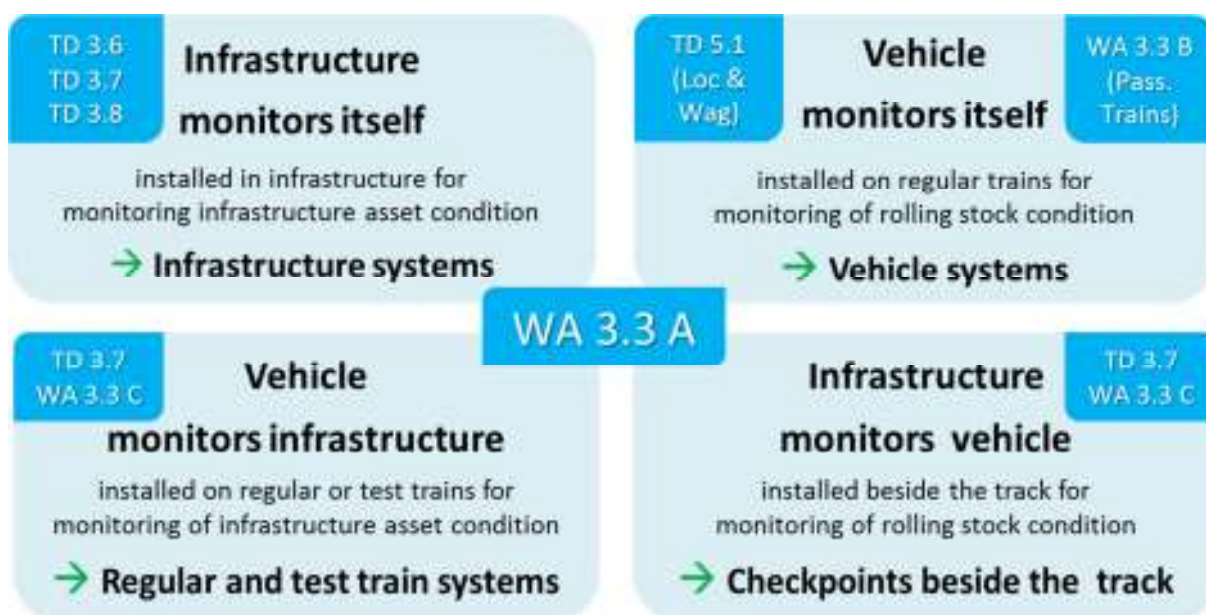 TD 3.6
TD 3.7
TD 3.8
Infrastructure
monitors itself
installed in infrastructure for
monitoring infrastructure asset condition
→ Infrastructure systems
TD 5.1
(Loc &
Wag)
Vehicle
monitors itself
WA 3.3 B
(Pass.
Trains)
installed on regular trains for
monitoring of rolling stock condition
→ Vehicle systems
WA 3.3 A
TD 3.7
WA 3.3 C
Vehicle
monitors infrastructure
installed on regular or test trains for
monitoring of infrastructure asset condition
→ Regular and test train systems
Infrastructure
monitors vehicle
TD 3.7
WA 3.3 C
installed beside the track for
monitoring of rolling stock condition
→ Checkpoints beside the track